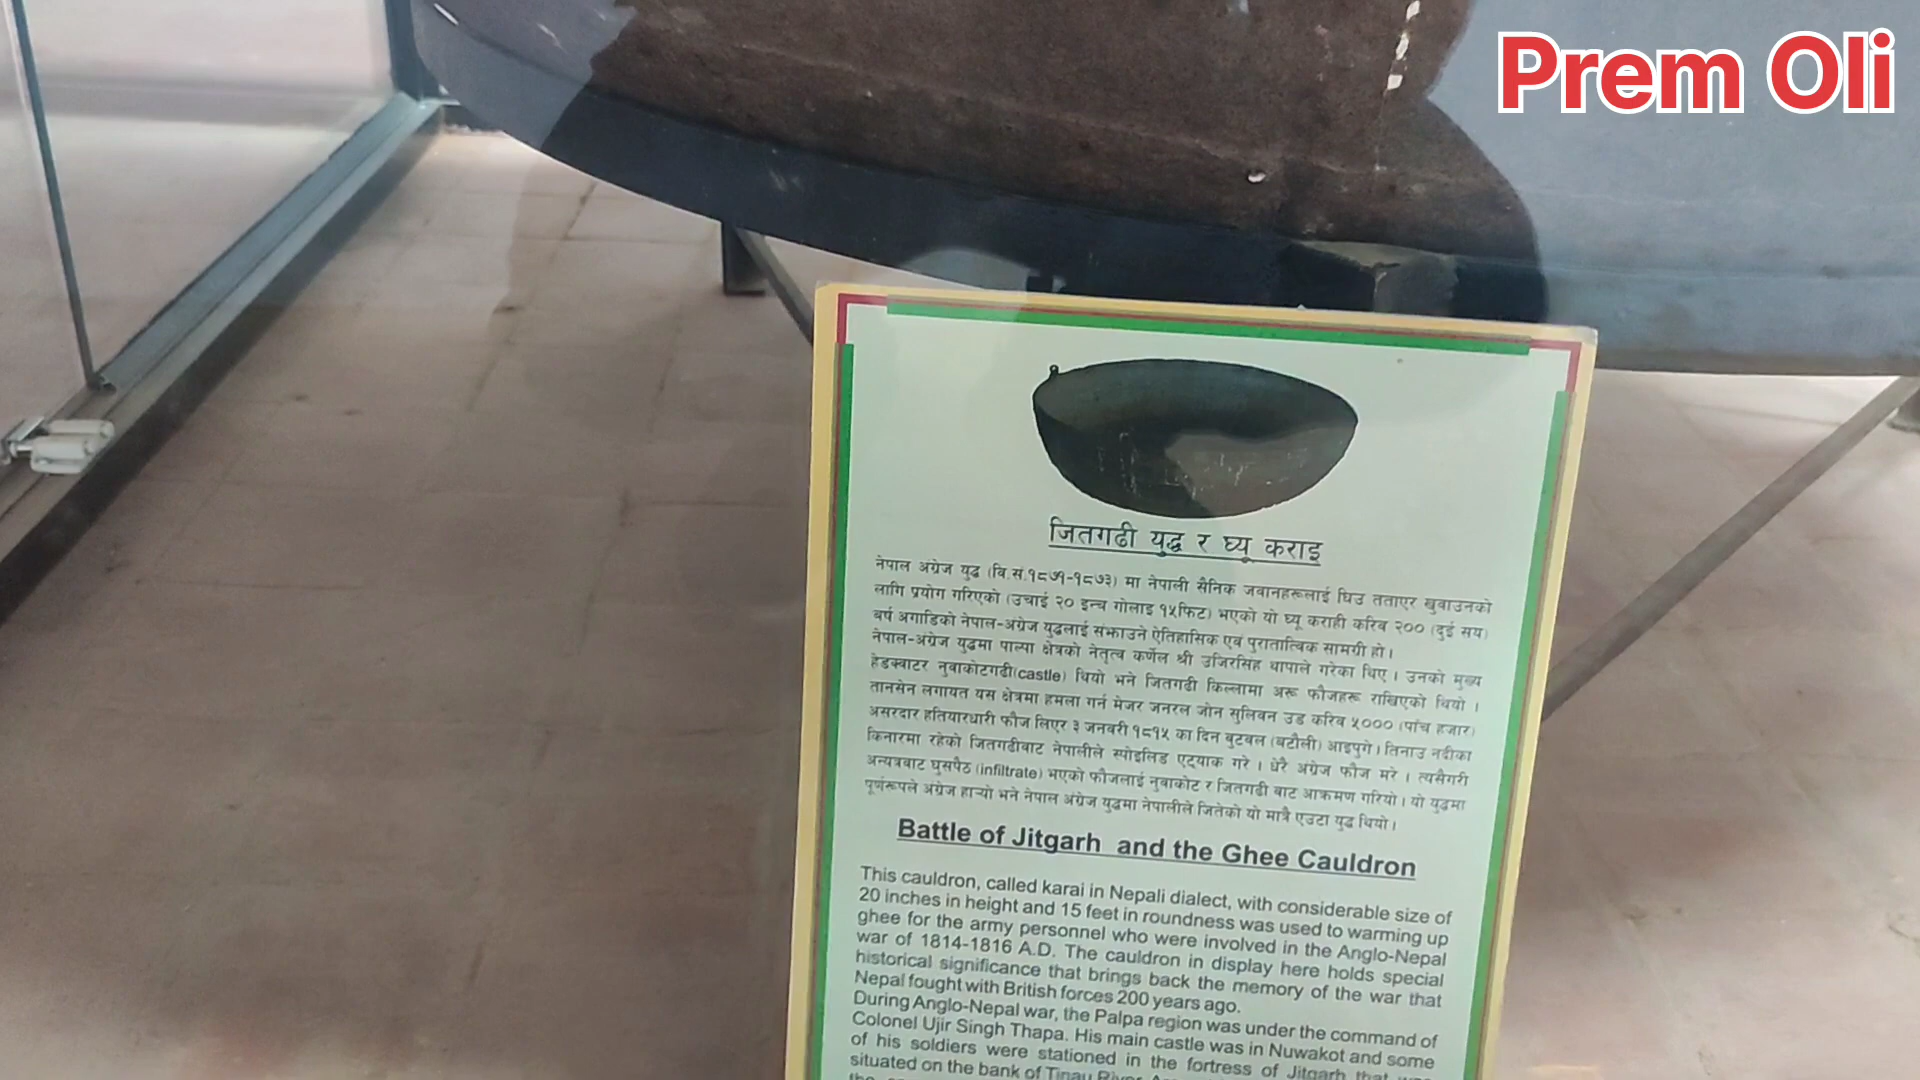 Prem Oli
जितगढी युद्ध र घ्यू कराइ
नेपाल अंग्रेज युद्ध (बि.सं.१८७१-१८७३) मा नेपाली सैनिक जवानहरूलाई घिउ तताएर खुवाउनको
लागि प्रयोग गरिएको (उचाई २० इन्च गोलाइ १५फिट) भएको यो घ्यू कराही करिब २०० (दुई सय)
बर्ष अगाडिको नेपाल-अंग्रेज युद्धलाई संझाउने ऐतिहासिक एवं पुरातात्विक सामग्री हो।
नेपाल-अंग्रेज युद्धमा पाल्पा क्षेत्रको नेतृत्व कर्णेल श्री उजिरसिंह थापाले गरेका थिए। उनको मुख्य
हेडक्वाटर नुवाकोटगढी(castle) थियो भने जितगढी किल्लामा अरू फौजहरू राखिएको थियो ।
तानसेन लगायत यस क्षेत्रमा हमला गर्न मेजर जनरल जोन सुलिवन उड करिव ५००० (पाँच हजार)
असरदार हतियारधारी फौज लिएर ३ जनवरी १८१५ का दिन बुटवल (बटौली) आइपुगे। तिनाउ नदीका
किनारमा रहेको जितगढीबाट नेपालीले स्पोइलिड एट्याक गरे । धेरै अंग्रेज फौज मरे । त्यसैगरी
अन्यत्रबाट घुसपैठ (infiltrate) भएको फौजलाई नुवाकोट र जितगढी बाट आक्रमण गरियो। यो युद्धमा
पूर्णरूपले अंग्रेज हार्‍यो भने नेपाल अंग्रेज युद्धमा नेपालीले जितेको यो मात्रै एउटा युद्ध थियो।
Battle of Jitgarh and the Ghee Cauldron
This cauldron, called karai in Nepali dialect, with considerable size of
20 inches in height and 15 feet in roundness was used to warming up
ghee for the army personnel who were involved in the Anglo-Nepal
war of 1814-1816 A.D. The cauldron in display here holds special
historical significance that brings back the memory of the war that
Nepal fought with British forces 200 years ago.
During Anglo-Nepal war, the Palpa region was under the command of
Colonel Ujir Singh Thapa. His main castle was in Nuwakot and some
of his soldiers were stationed in the fortress of Jitgarh that was
situated on the bank of Tinau River.